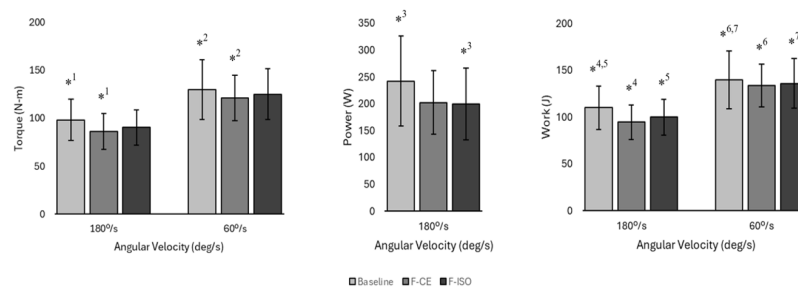 200
150
100
50
0
Torque (N-m)
*1
*1
*2
*2
180º/s
60º/s
Angular Velocity (deg/s)
350
300
250
200
150
100
50
0
Power (W)
*3
*3
180º/s
Angular Velocity (deg/s)
200
150
100
50
0
Work (J)
*4,5
*4
*5
*6,7
*6
*7
180º/s
60º/s
Angular Velocity (deg/s)
Baseline F-CE F-ISO